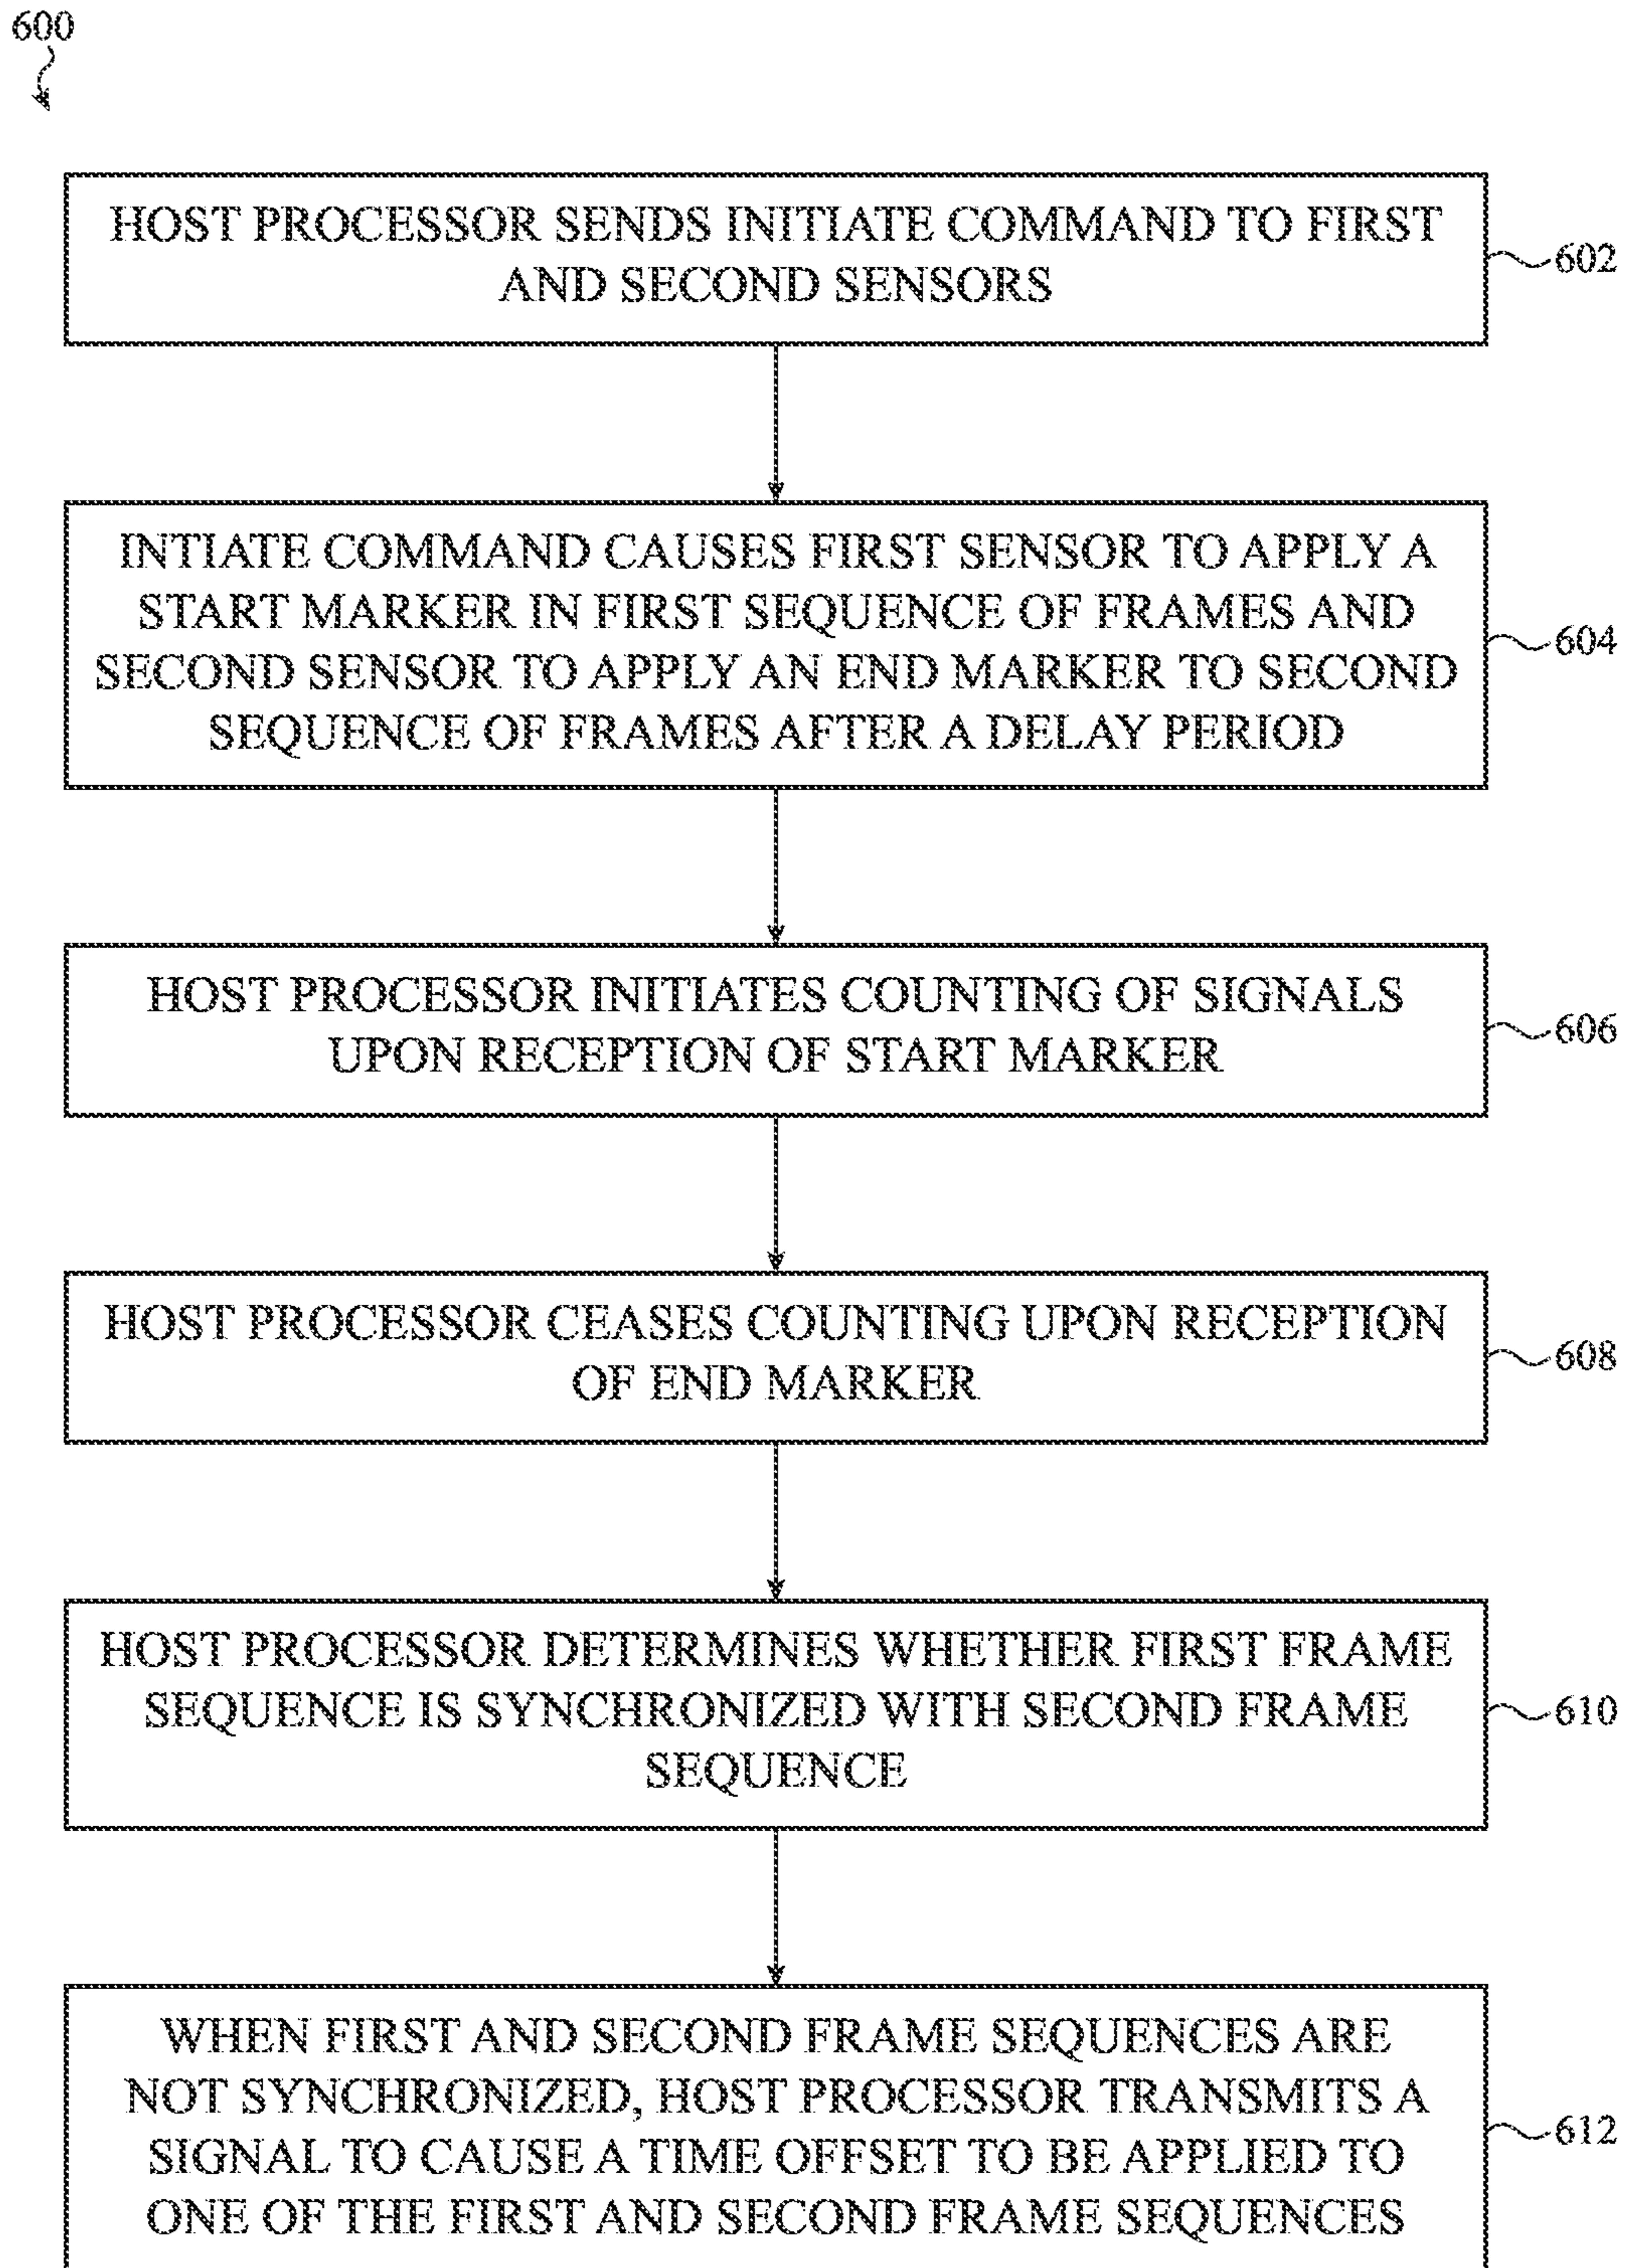 600
HOST PROCESSOR SENDS INITIATE COMMAND TO FIRST
AND SECOND SENSORS
602
INTIATE COMMAND CAUSES FIRST SENSOR TO APPLY A
START MARKER IN FIRST SEQUENCE OF FRAMES AND
SECOND SENSOR TO APPLY AN END MARKER TO SECOND
SEQUENCE OF FRAMES AFTER A DELAY PERIOD
604
HOST PROCESSOR INITIATES COUNTING OF SIGNALS
UPON RECEPTION OF START MARKER
606
HOST PROCESSOR CEASES COUNTING UPON RECEPTION
OF END MARKER
608
HOST PROCESSOR DETERMINES WHETHER FIRST FRAME
SEQUENCE IS SYNCHRONIZED WITH SECOND FRAME
SEQUENCE
610
WHEN FIRST AND SECOND FRAME SEQUENCES ARE
NOT SYNCHRONIZED, HOST PROCESSOR TRANSMITS A
SIGNAL TO CAUSE A TIME OFFSET TO BE APPLIED TO
ONE OF THE FIRST AND SECOND FRAME SEQUENCES
612